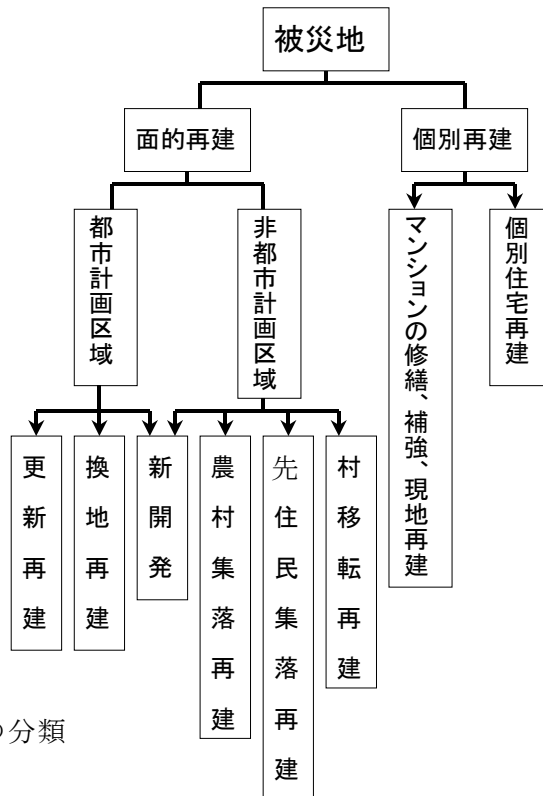 被災地
面的再建
個別再建
都市計画区域
非都市計画区域
マンションの修繕、補強、現地再建
個別住宅再建
更新再建
換地再建
新開発
農村集落再建
先住民集落再建
村移転再建
分類